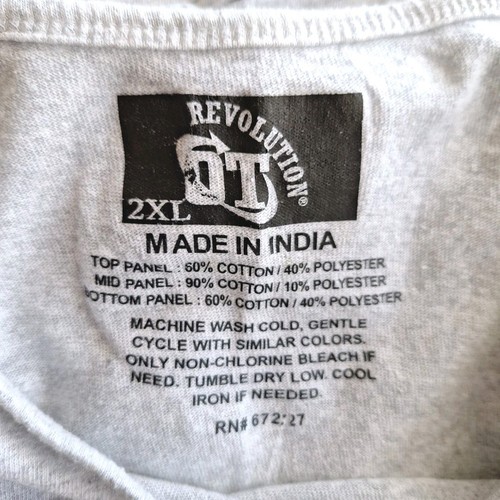 REVOLUTION®
DT
2XL
MADE IN INDIA
TOP PANEL : 60% COTTON / 40% POLYESTER
MID PANEL : 90% COTTON / 10% POLYESTER
BOTTOM PANEL : 60% COTTON / 40% POLYESTER
MACHINE WASH COLD, GENTLE
CYCLE WITH SIMILAR COLORS.
ONLY NON-CHLORINE BLEACH IF
NEED. TUMBLE DRY LOW. COOL
IRON IF NEEDED.
RN#